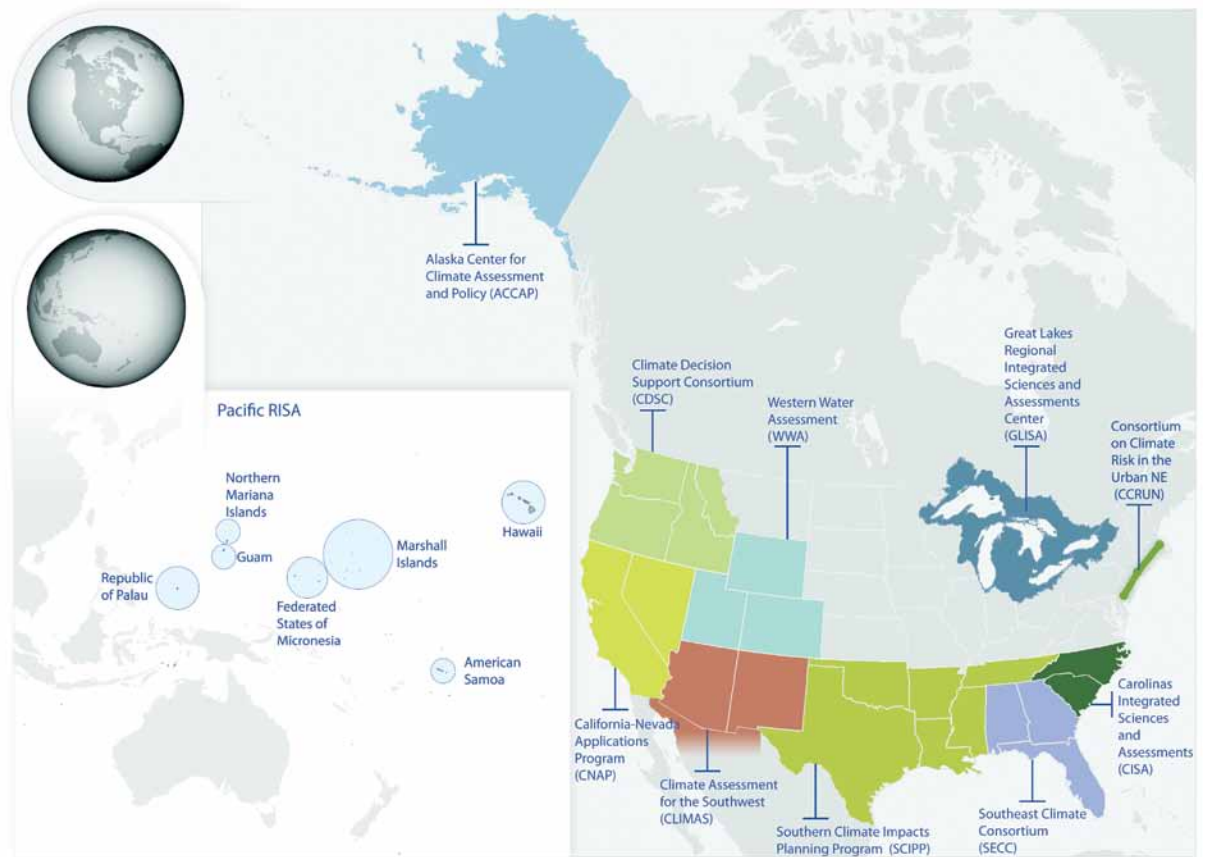 Alaska Center for
Climate Assessment
and Policy (ACCAP)
Great Lakes
Regional
Integrated
Sciences and
Assessments
Center
(GLISA)
Climate Decision
Support Consortium
(CDSC)
Western Water
Assessment
(WWA)
Consortium
on Climate
Risk in the
Urban NE
(CCRUN)
Pacific RISA
Northern
Mariana
Islands
Guam
Hawaii
Marshall
Islands
Republic
of Palau
Federated
States of
Micronesia
American
Samoa
California-Nevada
Applications
Program
(CNAP)
Climate Assessment
for the Southwest
(CLIMAS)
Southern Climate Impacts
Planning Program (SCIPP)
Southeast Climate
Consortium
(SECC)
Carolinas
Integrated
Sciences
and
Assessments
(CISA)